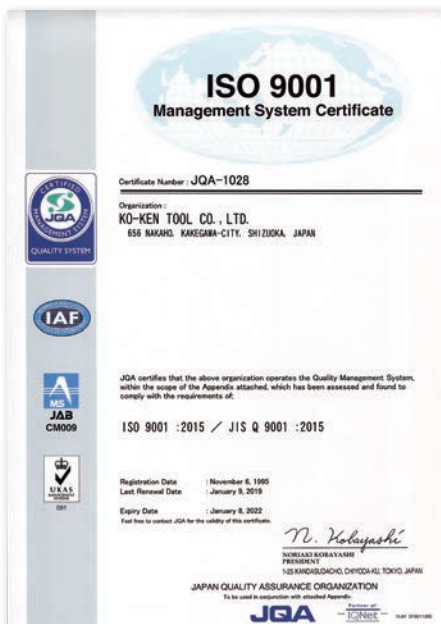 ISO 9001
Management System Certificate
Certificate Number : JQA-1028
Organization :
KO-KEN TOOL CO., LTD.
656 NAKAHO, KAKEGAWA-CITY, SHIZUOKA, JAPAN
CERTIFIED MANAGEMENT SYSTEM
JQA
QUALITY SYSTEM
IAF
MS
JAB
CM009
UKAS
MANAGEMENT
SYSTEMS
JQA certifies that the above organization operates the Quality Management System,
within the scope of the Appendix attached, which has been assessed and found to
comply with the requirements of:
ISO 9001 :2015 / JIS Q 9001 :2015
Registration Date : November 6, 1995
Last Renewal Date : January 9, 2019
Expiry Date : January 8, 2022
Feel free to contact JQA for the validity of this certificate.
N. Kobayashi
NORIAKI KOBAYASHI
PRESIDENT
1-25 KANDASUDACHO, CHIYODA-KU, TOKYO, JAPAN
JAPAN QUALITY ASSURANCE ORGANIZATION
To be used in conjunction with attached Appendix
JQA
Partner of
IQNet